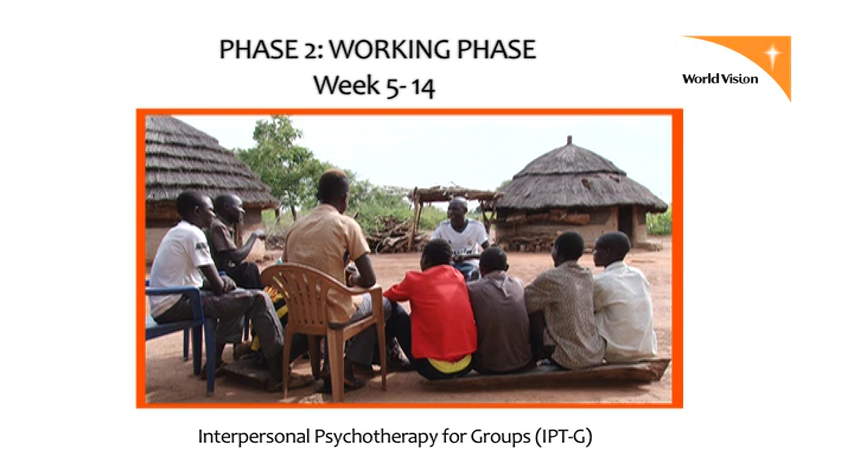 PHASE 2: WORKING PHASE
Week 5- 14
World Vision
Interpersonal Psychotherapy for Groups (IPT-G)